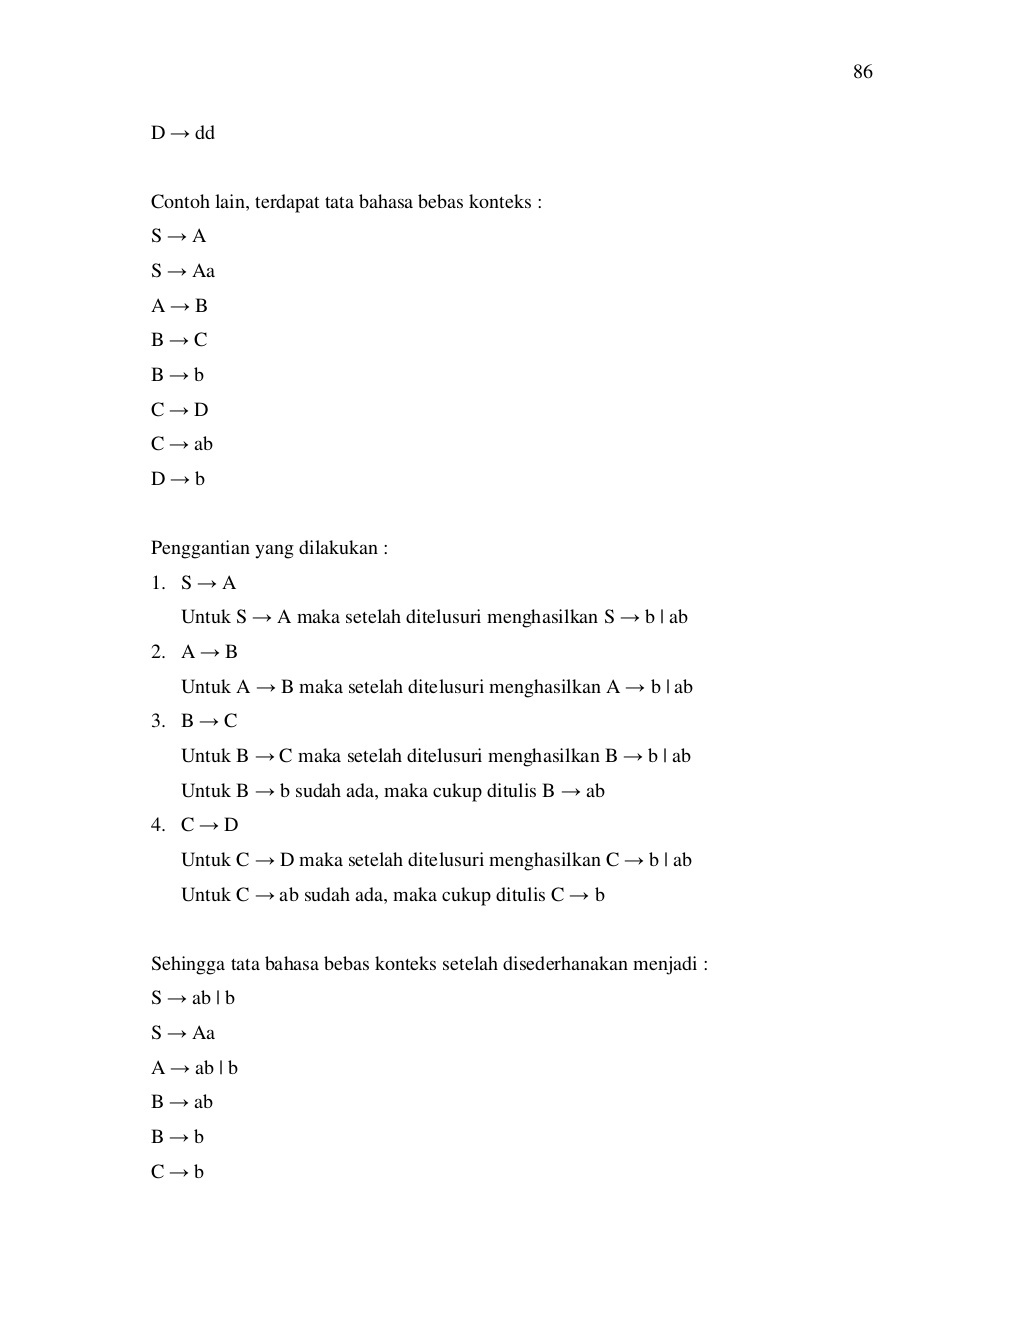 86
D → dd
Contoh lain, terdapat tata bahasa bebas konteks :
S → A
S → Aa
A → B
B → C
B → b
C → D
C → ab
D → b
Penggantian yang dilakukan :
1. S → A
Untuk S → A maka setelah ditelusuri menghasilkan S → b | ab
2. A → B
Untuk A → B maka setelah ditelusuri menghasilkan A → b | ab
3. B → C
Untuk B → C maka setelah ditelusuri menghasilkan B → b | ab
Untuk B → b sudah ada, maka cukup ditulis B → ab
4. C → D
Untuk C → D maka setelah ditelusuri menghasilkan C → b | ab
Untuk C → ab sudah ada, maka cukup ditulis C → b
Sehingga tata bahasa bebas konteks setelah disederhanakan menjadi :
S → ab | b
S → Aa
A → ab | b
B → ab
B → b
C → b